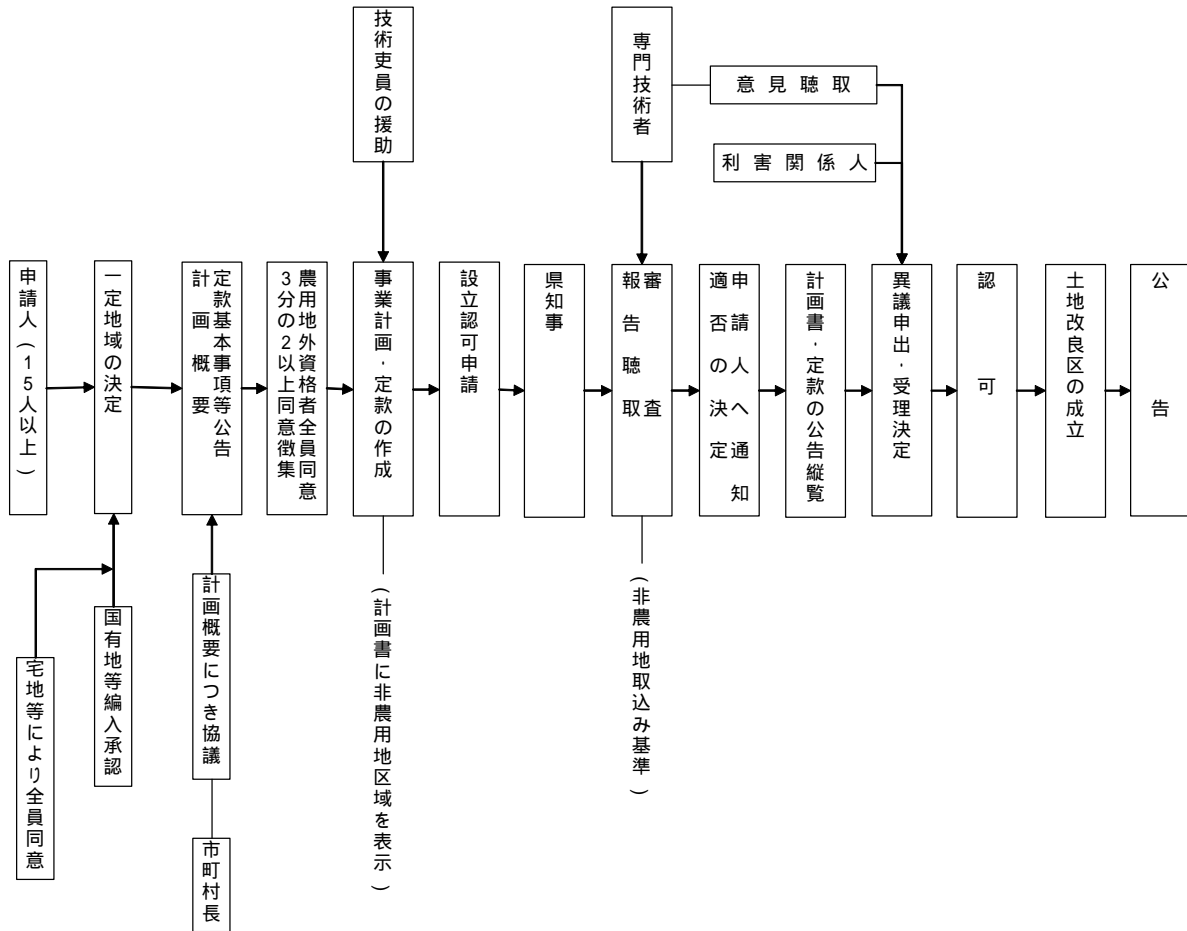 技術吏員の援助
専門技術者
意見聴取
利害関係人
申請人(15人以上)
一定地域の決定
定款基本事項等公告
計画概要
農用地外資格者全員同意
3分の2以上同意徴集
事業計画・定款の作成
設立認可申請
県知事
審査
報告聴取
申請人へ通知
適否の決定
計画書・定款の公告縦覧
異議申出・受理決定
認可
土地改良区の成立
公告
宅地等により全員同意
国有地等編入承認
計画概要につき協議
市町村長
(計画書に非農用地区域を表示)
(非農用地取込み基準)